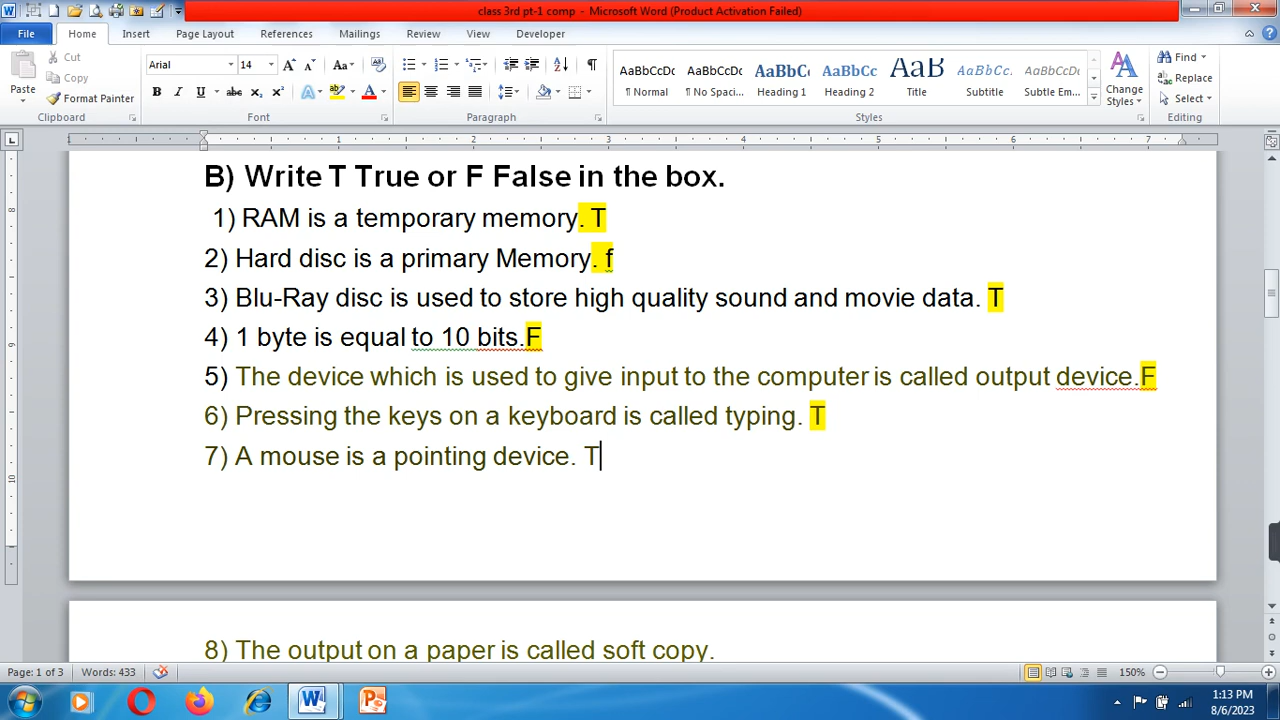 class 3rd pt-1 comp - Microsoft Word (Product Activation Failed)
File Home Insert Page Layout References Mailings Review View Developer
Paste
Cut
Copy
Format Painter
Clipboard
Arial 14
Font
Paragraph
AaBbCcDc AaBbCcDc AaBbCc AaBbCc AaB AaBbCc. AaBbCcDc
¶ Normal ¶ No Spaci... Heading 1 Heading 2 Title Subtitle Subtle Em...
Change Styles
Styles
Find
Replace
Select
Editing
B) Write T True or F False in the box.
1) RAM is a temporary memory. T
2) Hard disc is a primary Memory. f
3) Blu-Ray disc is used to store high quality sound and movie data. T
4) 1 byte is equal to 10 bits.F
5) The device which is used to give input to the computer is called output device.F
6) Pressing the keys on a keyboard is called typing. T
7) A mouse is a pointing device. T
8) The output on a paper is called soft copy.
Page: 1 of 3 Words: 433 150%
1:13 PM
8/6/2023